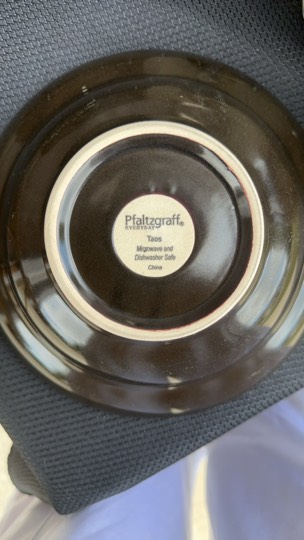 Pfaltzgraff®
EVERYDAY
Taos
Microwave and
Dishwasher Safe
China